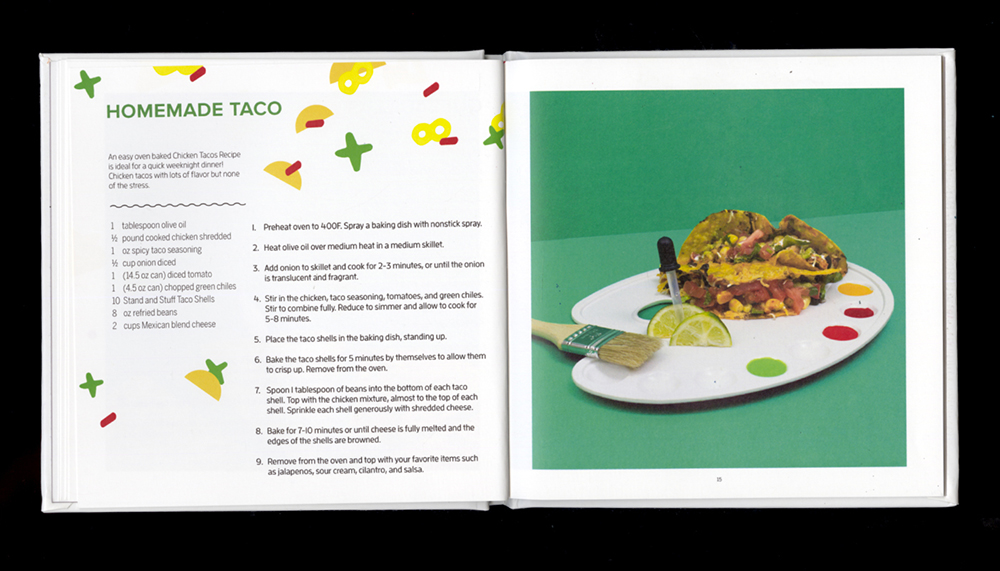 HOMEMADE TACO
An easy oven baked Chicken Tacos Recipe
is ideal for a quick weeknight dinner!
Chicken tacos with lots of flavor but none
of the stress.
1 tablespoon olive oil
½ pound cooked chicken shredded
1 oz spicy taco seasoning
½ cup onion diced
1 (14.5 oz can) diced tomato
1 (4.5 oz can) chopped green chiles
10 Stand and Stuff Taco Shells
8 oz refried beans
2 cups Mexican blend cheese
1. Preheat oven to 400F. Spray a baking dish with nonstick spray.
2. Heat olive oil over medium heat in a medium skillet.
3. Add onion to skillet and cook for 2-3 minutes, or until the onion
is translucent and fragrant.
4. Stir in the chicken, taco seasoning, tomatoes, and green chiles.
Stir to combine fully. Reduce to simmer and allow to cook for
5-8 minutes.
5. Place the taco shells in the baking dish, standing up.
6. Bake the taco shells for 5 minutes by themselves to allow them
to crisp up. Remove from the oven.
7. Spoon 1 tablespoon of beans into the bottom of each taco
shell. Top with the chicken mixture, almost to the top of each
shell. Sprinkle each shell generously with shredded cheese.
8. Bake for 7-10 minutes or until cheese is fully melted and the
edges of the shells are browned.
9. Remove from the oven and top with your favorite items such
as jalapenos, sour cream, cilantro, and salsa.
15